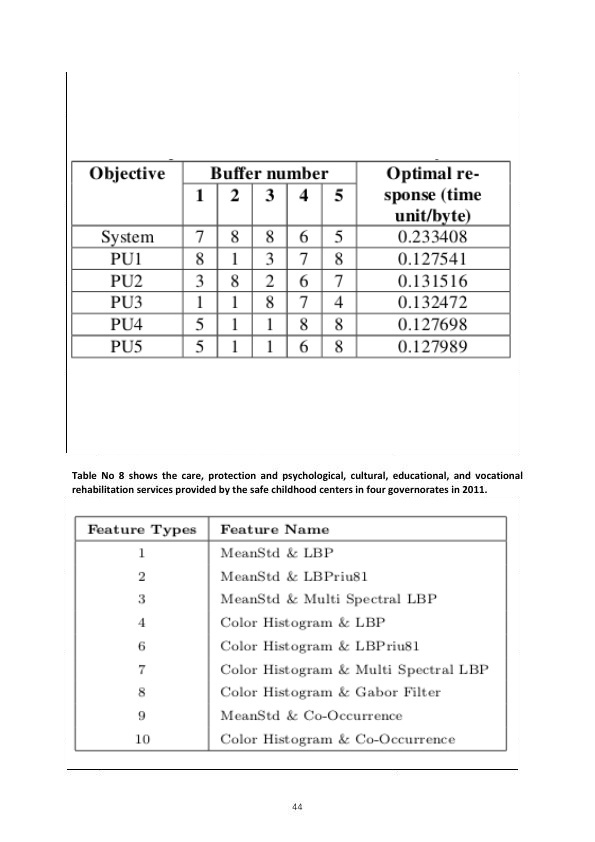 Objective Buffer number Optimal re-
1 2 3 4 5 sponse (time
unit/byte)
System 7 8 8 6 5 0.233408
PU1 8 1 3 7 8 0.127541
PU2 3 8 2 6 7 0.131516
PU3 1 1 8 7 4 0.132472
PU4 5 1 1 8 8 0.127698
PU5 5 1 1 6 8 0.127989
Table No 8 shows the care, protection and psychological, cultural, educational, and vocational
rehabilitation services provided by the safe childhood centers in four governorates in 2011.
Feature Types Feature Name
1 MeanStd & LBP
2 MeanStd & LBPriu81
3 MeanStd & Multi Spectral LBP
4 Color Histogram & LBP
6 Color Histogram & LBPriu81
7 Color Histogram & Multi Spectral LBP
8 Color Histogram & Gabor Filter
9 MeanStd & Co-Occurrence
10 Color Histogram & Co-Occurrence
44